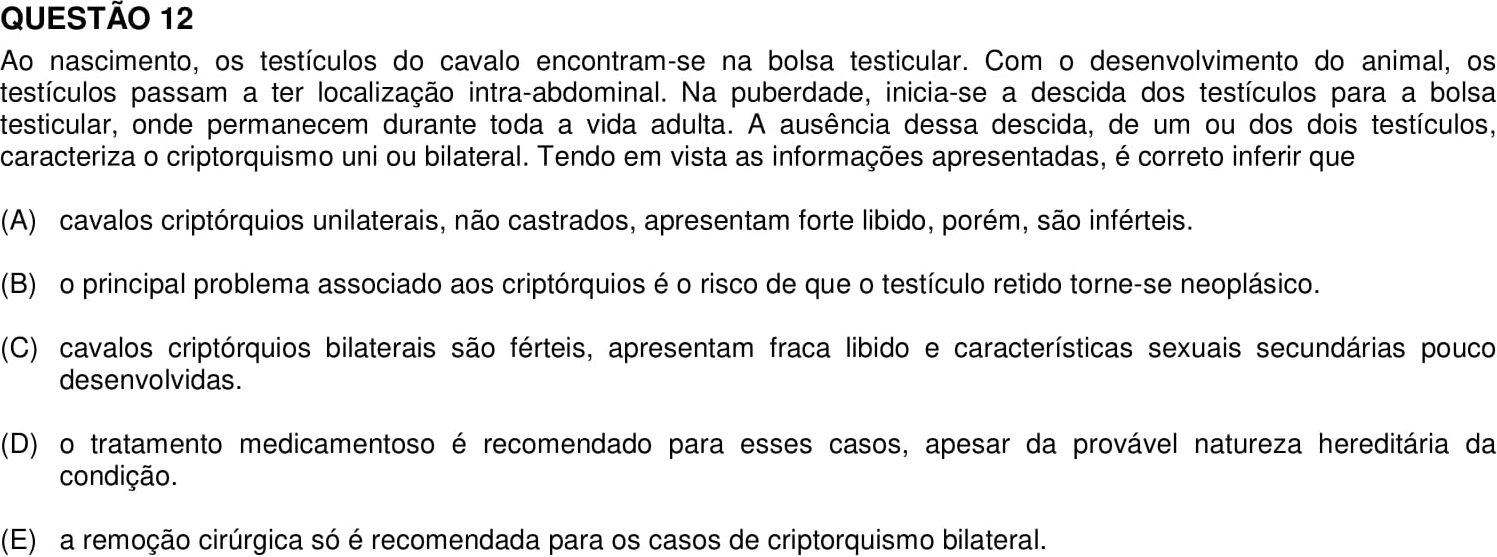 QUESTÃO 12
Ao nascimento, os testículos do cavalo encontram-se na bolsa testicular. Com o desenvolvimento do animal, os
testículos passam a ter localização intra-abdominal. Na puberdade, inicia-se a descida dos testículos para a bolsa
testicular, onde permanecem durante toda a vida adulta. A ausência dessa descida, de um ou dos dois testículos,
caracteriza o criptorquismo uni ou bilateral. Tendo em vista as informações apresentadas, é correto inferir que
(A) cavalos criptórquios unilaterais, não castrados, apresentam forte libido, porém, são inférteis.
(B) o principal problema associado aos criptórquios é o risco de que o testículo retido torne-se neoplásico.
(C) cavalos criptórquios bilaterais são férteis, apresentam fraca libido e características sexuais secundárias pouco
desenvolvidas.
(D) o tratamento medicamentoso é recomendado para esses casos, apesar da provável natureza hereditária da
condição.
(E) a remoção cirúrgica só é recomendada para os casos de criptorquismo bilateral.